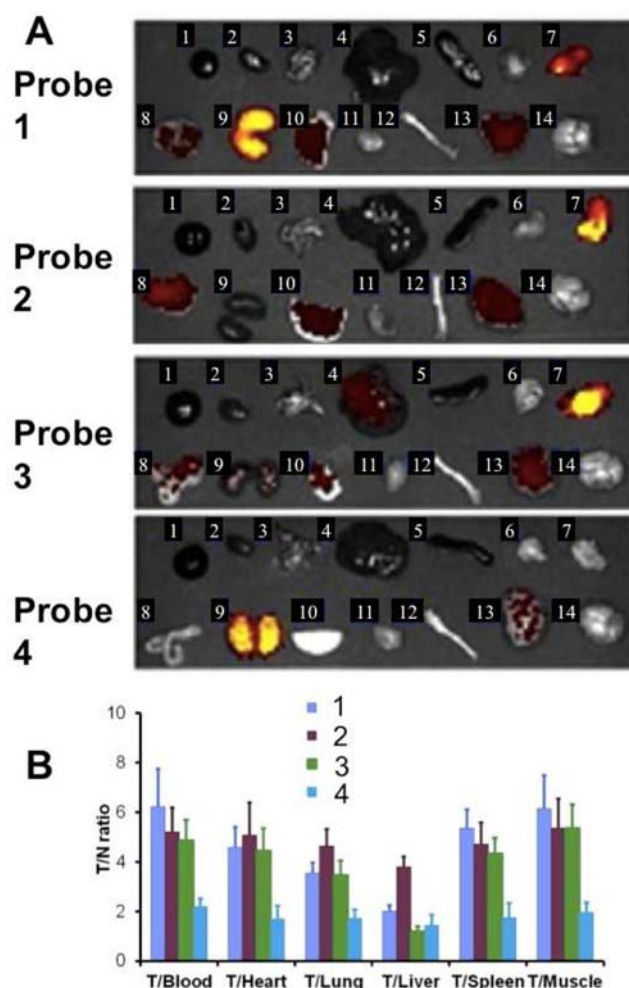 A
Probe 1
1 2 3 4 5 6 7
8 9 10 11 12 13 14
Probe 2
1 2 3 4 5 6 7
8 9 10 11 12 13 14
Probe 3
1 2 3 4 5 6 7
8 9 10 11 12 13 14
Probe 4
1 2 3 4 5 6 7
8 9 10 11 12 13 14
B
T/N ratio
10
8
6
4
2
0
1
2
3
4
T/Blood T/Heart T/Lung T/Liver T/Spleen T/Muscle